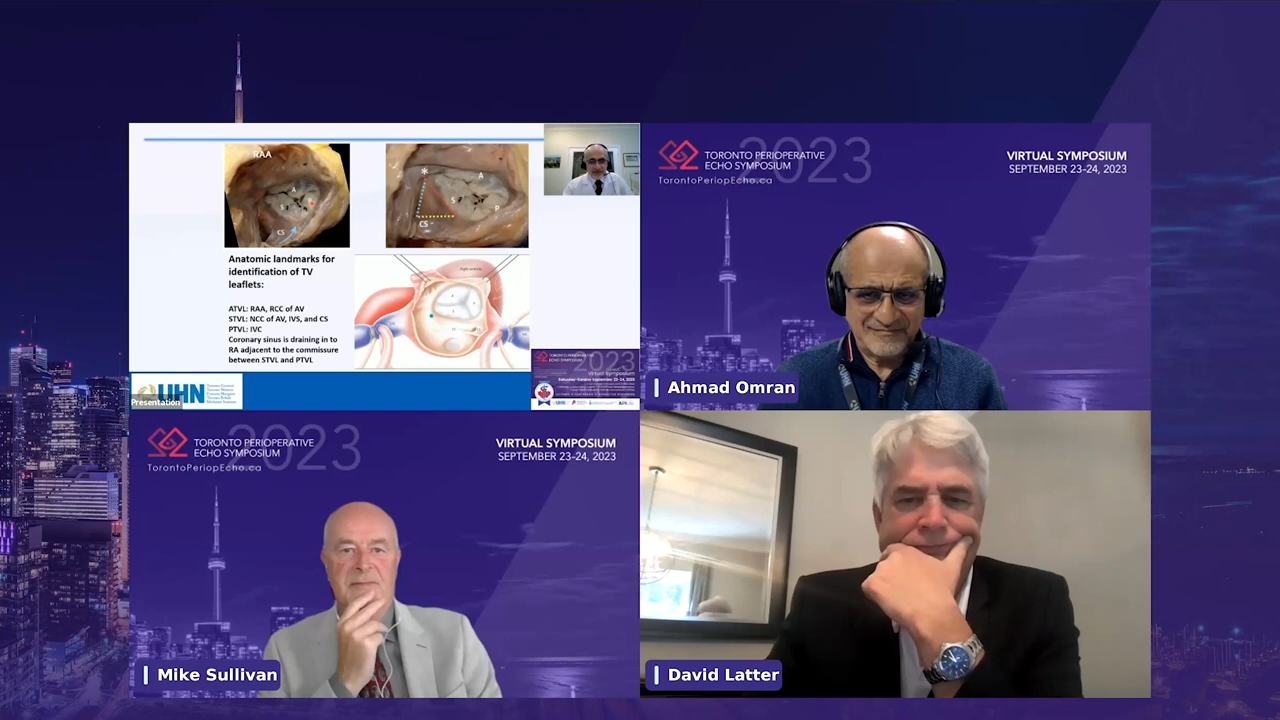 RAA
A
S
CS
*
A
S
P
CS
Anatomic landmarks for
identification of TV
leaflets:
ATVL: RAA, RCC of AV
STVL: NCC of AV, IVS, and CS
PTVL: IVC
Coronary sinus is draining in to
RA adjacent to the commissure
between STVL and PTVL
UHN
Presentation
TORONTO PERIOPERATIVE
ECHO SYMPOSIUM
2023
TorontoPeriopEcho.ca
VIRTUAL SYMPOSIUM
SEPTEMBER 23-24, 2023
Ahmad Omran
TORONTO PERIOPERATIVE
ECHO SYMPOSIUM
2023
TorontoPeriopEcho.ca
VIRTUAL SYMPOSIUM
SEPTEMBER 23-24, 2023
Mike Sullivan
David Latter